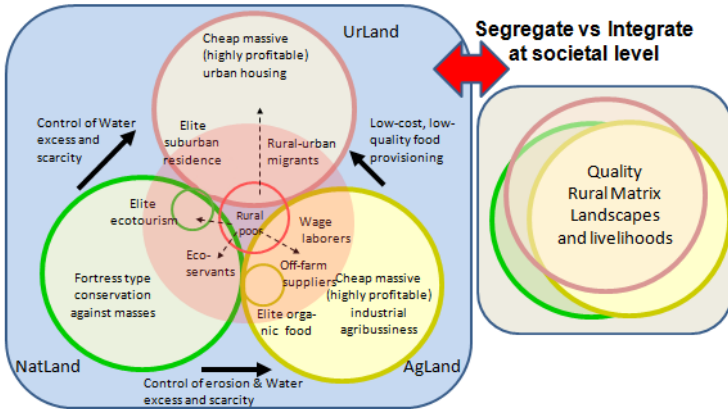 UrLand
Segregate vs Integrate
at societal level
Cheap massive
(highly profitable)
urban housing
Control of Water
excess and
scarcity
Elite
suburban
residence
Rural-urban
migrants
Low-cost, low-
quality food
provisioning
Elite
ecotourism
Rural
poor
Wage
laborers
Eco-
servants
Off-farm
suppliers
Fortress type
conservation
against masses
Cheap massive
(highly profitable)
industrial
agribussiness
Elite orga-
nic food
NatLand
AgLand
Control of erosion & Water
excess and scarcity
Quality
Rural Matrix
Landscapes
and livelihoods